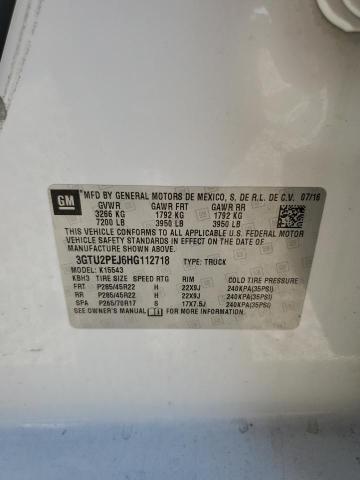 GM MFD BY GENERAL MOTORS DE MEXICO, S. DE R.L. DE C.V. 07/16
GVWR GAWR FRT GAWR RR
3266 KG 1792 KG 1792 KG
7200 LB 3950 LB 3950 LB
THIS VEHICLE CONFORMS TO ALL APPLICABLE U.S. FEDERAL
MOTOR VEHICLE SAFETY AND THEFT PREVENTION STANDARDS IN
EFFECT ON THE DATE OF MANUFACTURE SHOWN ABOVE.
3GTU2PEJ6HG112718 TYPE: TRUCK
MODEL: K15543
KBH3 TIRE SIZE SPEED RTG RIM COLD TIRE PRESSURE
FRT P285/45R22 H 22X9J 240KPA(35PSI)
RR P285/45R22 H 22X9J 240KPA(35PSI)
SPA P265/70R17 S 17X7.5J 240KPA(35PSI)
SEE OWNER'S MANUAL FOR ADDITIONAL INFORMATION.